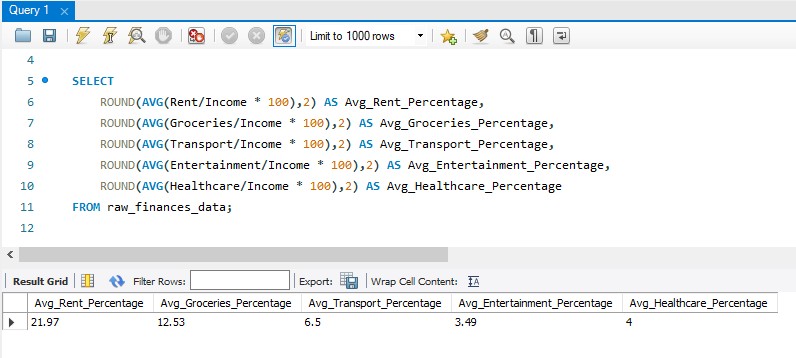 Query 1
Limit to 1000 rows
4
5 SELECT
6 ROUND(AVG(Rent/Income * 100),2) AS Avg_Rent_Percentage,
7 ROUND(AVG(Groceries/Income * 100),2) AS Avg_Groceries_Percentage,
8 ROUND(AVG(Transport/Income * 100),2) AS Avg_Transport_Percentage,
9 ROUND(AVG(Entertainment/Income * 100),2) AS Avg_Entertainment_Percentage,
10 ROUND(AVG(Healthcare/Income * 100),2) AS Avg_Healthcare_Percentage
11 FROM raw_finances_data;
12
Result Grid Filter Rows: Export: Wrap Cell Content:
Avg_Rent_Percentage Avg_Groceries_Percentage Avg_Transport_Percentage Avg_Entertainment_Percentage Avg_Healthcare_Percentage
21.97 12.53 6.5 3.49 4